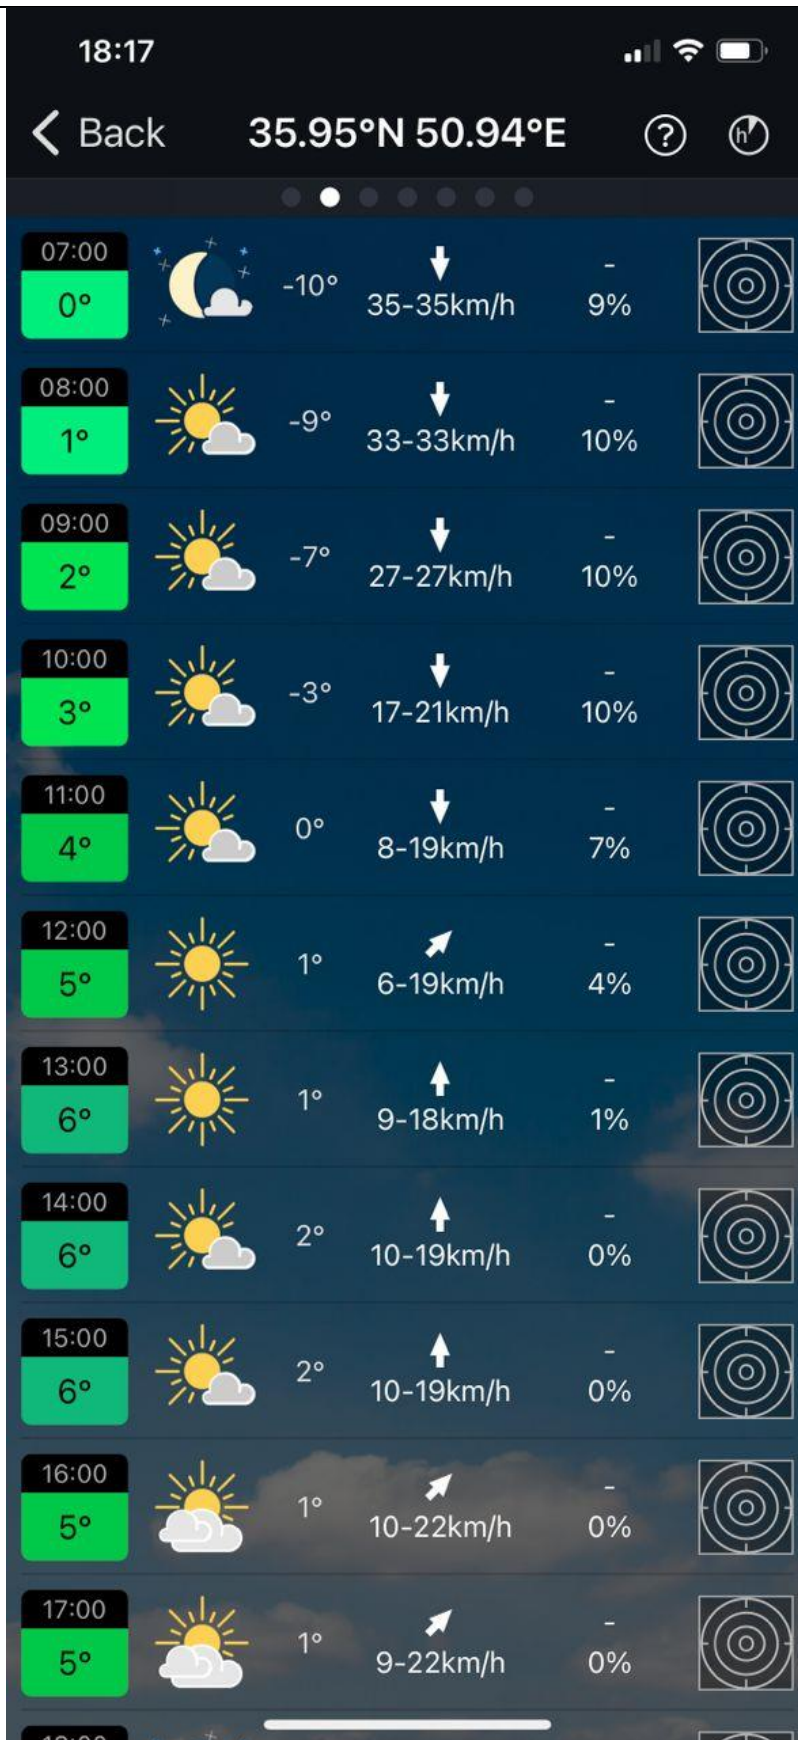 18:17
Back 35.95°N 50.94°E ? h
07:00
0° -10° 35-35km/h - 9%
08:00
1° -9° 33-33km/h - 10%
09:00
2° -7° 27-27km/h - 10%
10:00
3° -3° 17-21km/h - 10%
11:00
4° 0° 8-19km/h - 7%
12:00
5° 1° 6-19km/h - 4%
13:00
6° 1° 9-18km/h - 1%
14:00
6° 2° 10-19km/h - 0%
15:00
6° 2° 10-19km/h - 0%
16:00
5° 1° 10-22km/h - 0%
17:00
5° 1° 9-22km/h - 0%